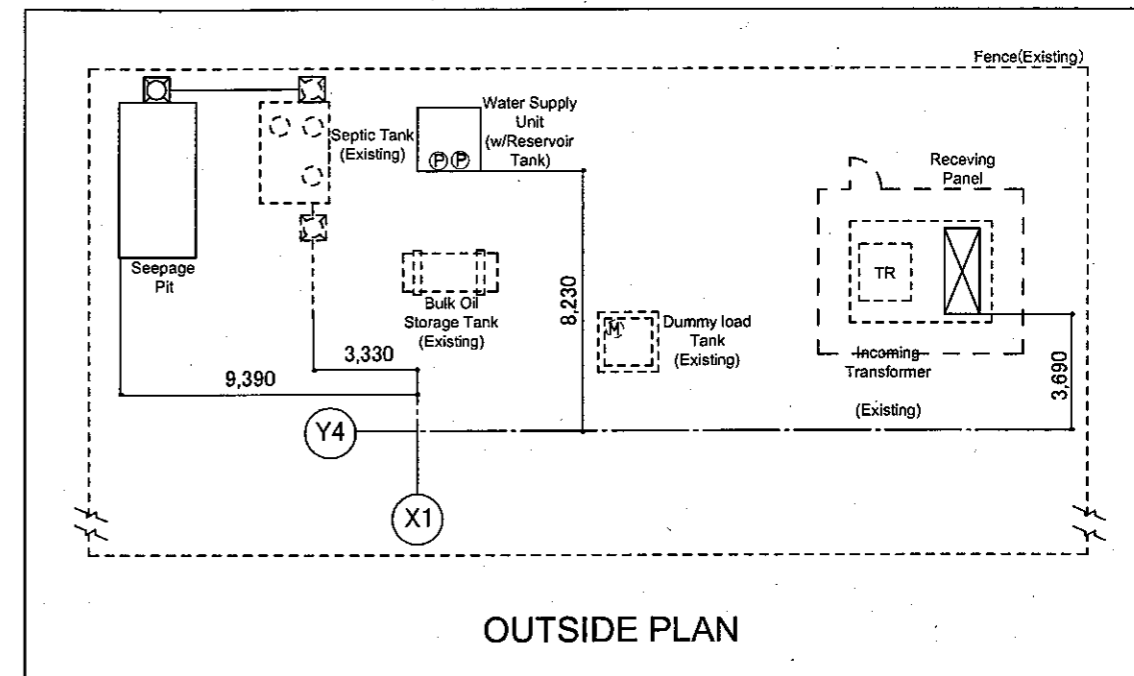 Fence(Existing)
Water Supply
Unit
(w/Reservoir
Tank)
Septic Tank
(Existing)
P P
Receving
Panel
TR
Seepage
Pit
Bulk Oil
Storage Tank
(Existing)
8,230
M
Dummy load
Tank
(Existing)
Incoming
Transformer
(Existing)
3,690
3,330
9,390
Y4
X1
OUTSIDE PLAN